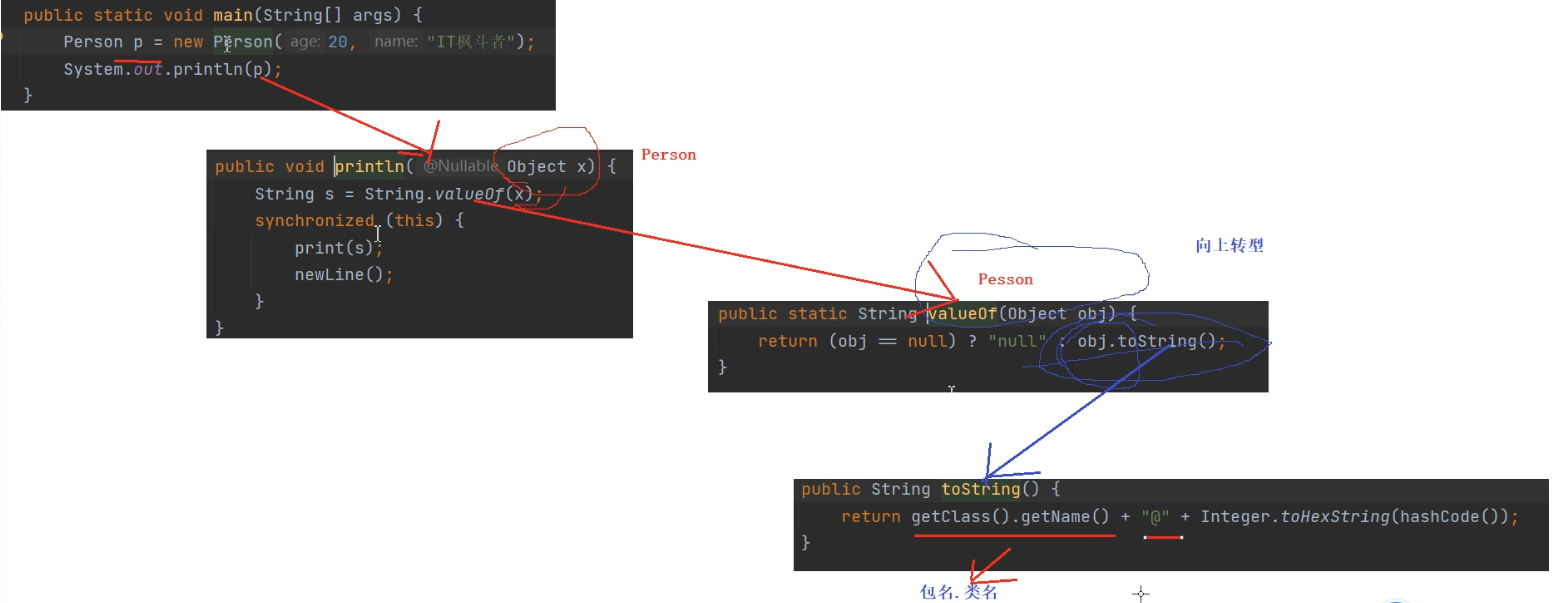 public static void main(String[] args) {
Person p = new Person( age: 20, name: "IT枫斗者");
System.out.println(p);
}
public void println( @Nullable Object x) {
String s = String.valueOf(x);
synchronized (this) {
print(s);
newLine();
}
}
Person
向上转型
Pesson
public static String valueOf(Object obj) {
return (obj == null) ? "null" : obj.toString();
}
public String toString() {
return getClass().getName() + "@" + Integer.toHexString(hashCode());
}
包名.类名